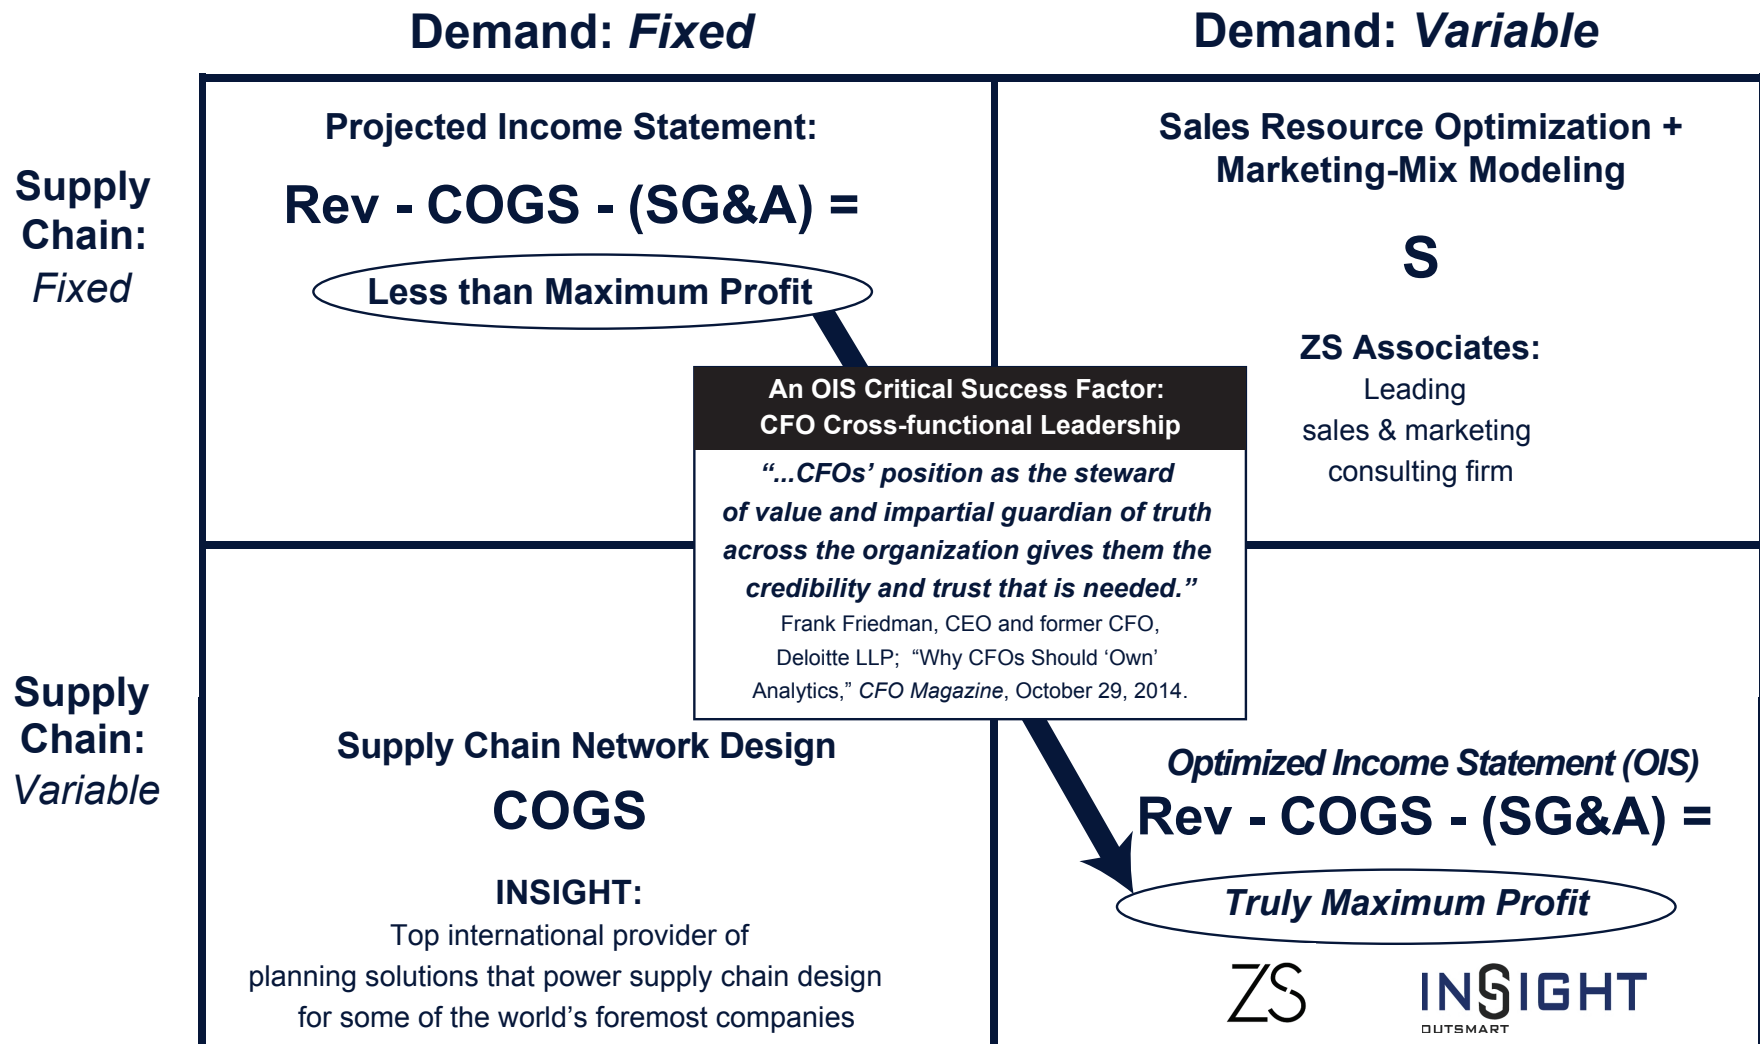 Demand: Fixed
Demand: Variable
Supply
Chain:
Fixed
Projected Income Statement:
Rev - COGS - (SG&A) =
Less than Maximum Profit
Sales Resource Optimization +
Marketing-Mix Modeling
S
ZS Associates:
Leading
sales & marketing
consulting firm
An OIS Critical Success Factor:
CFO Cross-functional Leadership
“...CFOs’ position as the steward
of value and impartial guardian of truth
across the organization gives them the
credibility and trust that is needed.”
Frank Friedman, CEO and former CFO,
Deloitte LLP; “Why CFOs Should ‘Own’
Analytics,” CFO Magazine, October 29, 2014.
Supply
Chain:
Variable
Supply Chain Network Design
COGS
INSIGHT:
Top international provider of
planning solutions that power supply chain design
for some of the world’s foremost companies
Optimized Income Statement (OIS)
Rev - COGS - (SG&A) =
Truly Maximum Profit
ZS
INSIGHT
OUTSMART